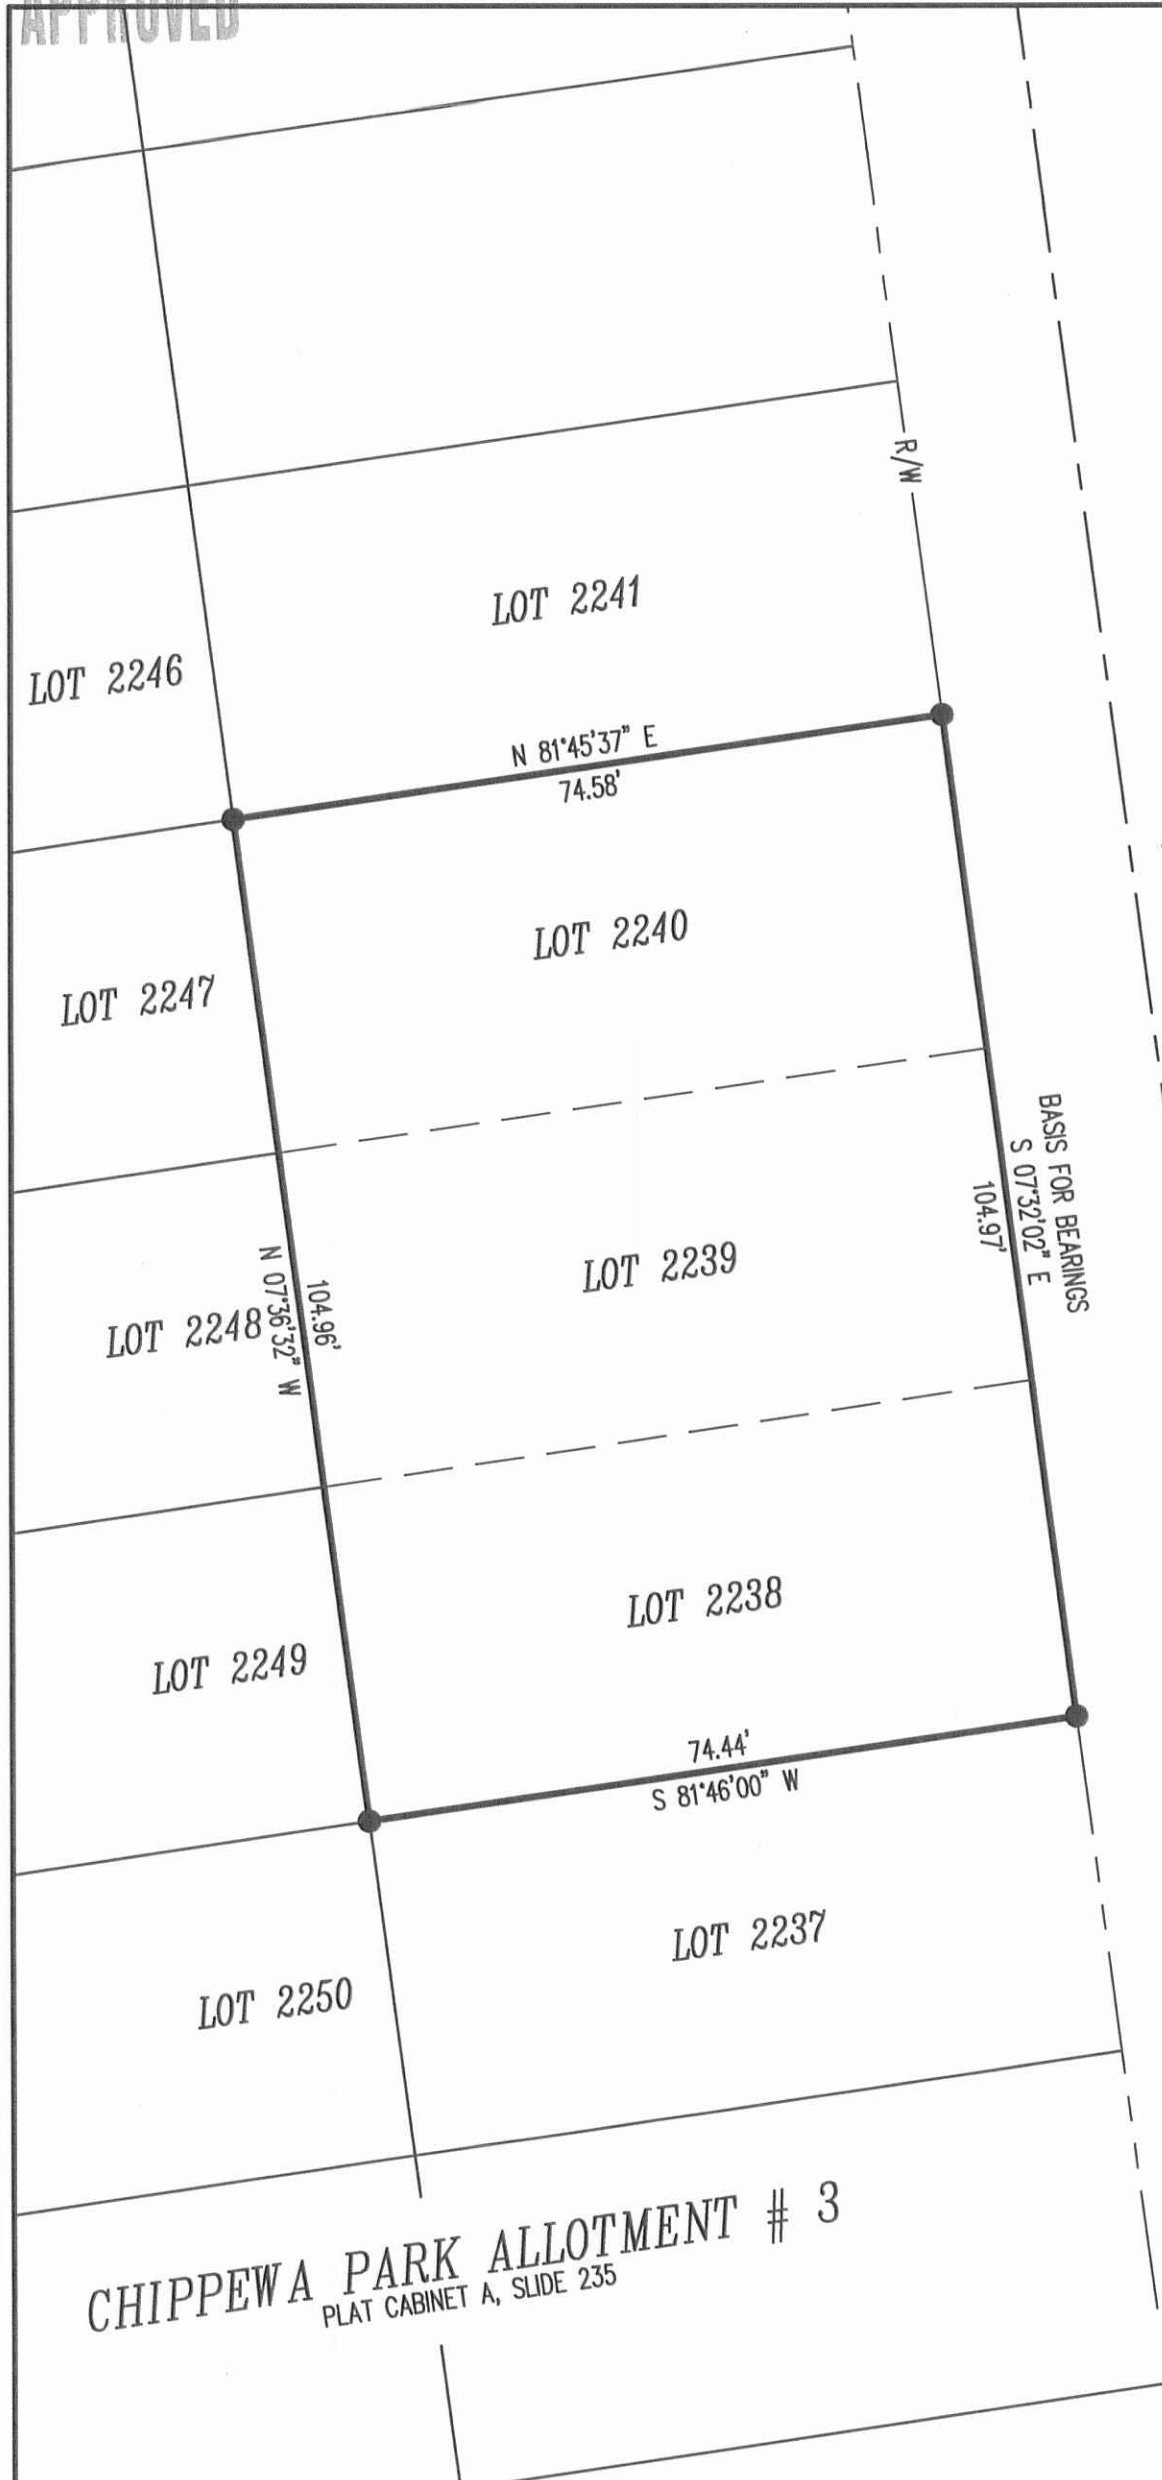 APPROVED
R/W
LOT 2241
LOT 2246
N 81°45'37" E
74.58'
LOT 2240
LOT 2247
BASIS FOR BEARINGS
S 07°32'02" E
104.97'
LOT 2239
LOT 2248
104.96'
N 07°36'32" W
LOT 2238
LOT 2249
74.44'
S 81°46'00" W
LOT 2237
LOT 2250
CHIPPEWA PARK ALLOTMENT # 3
PLAT CABINET A, SLIDE 235